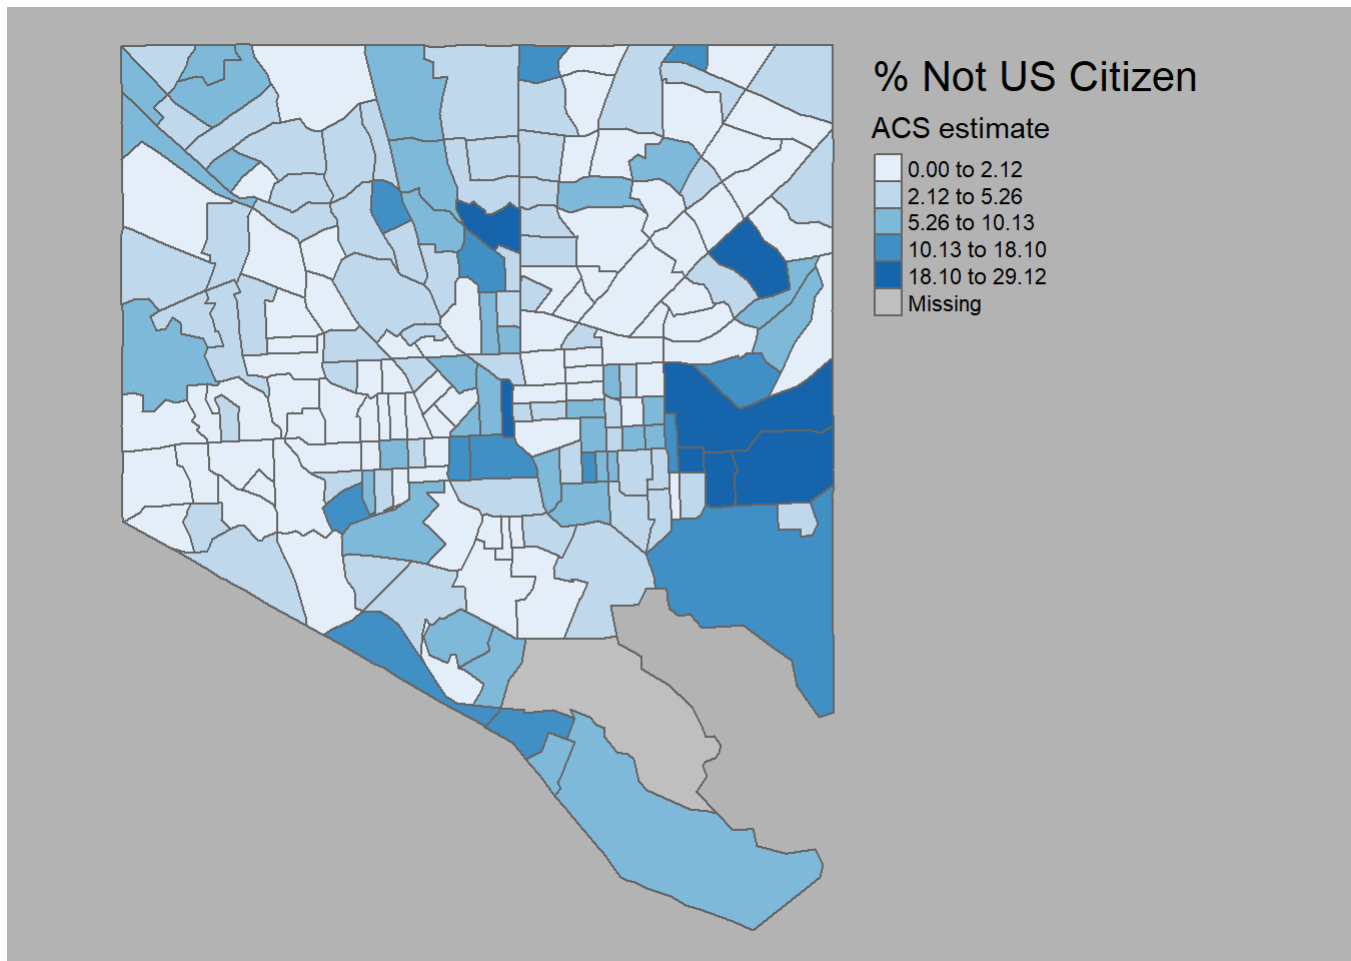 % Not US Citizen
ACS estimate
0.00 to 2.12
2.12 to 5.26
5.26 to 10.13
10.13 to 18.10
18.10 to 29.12
Missing